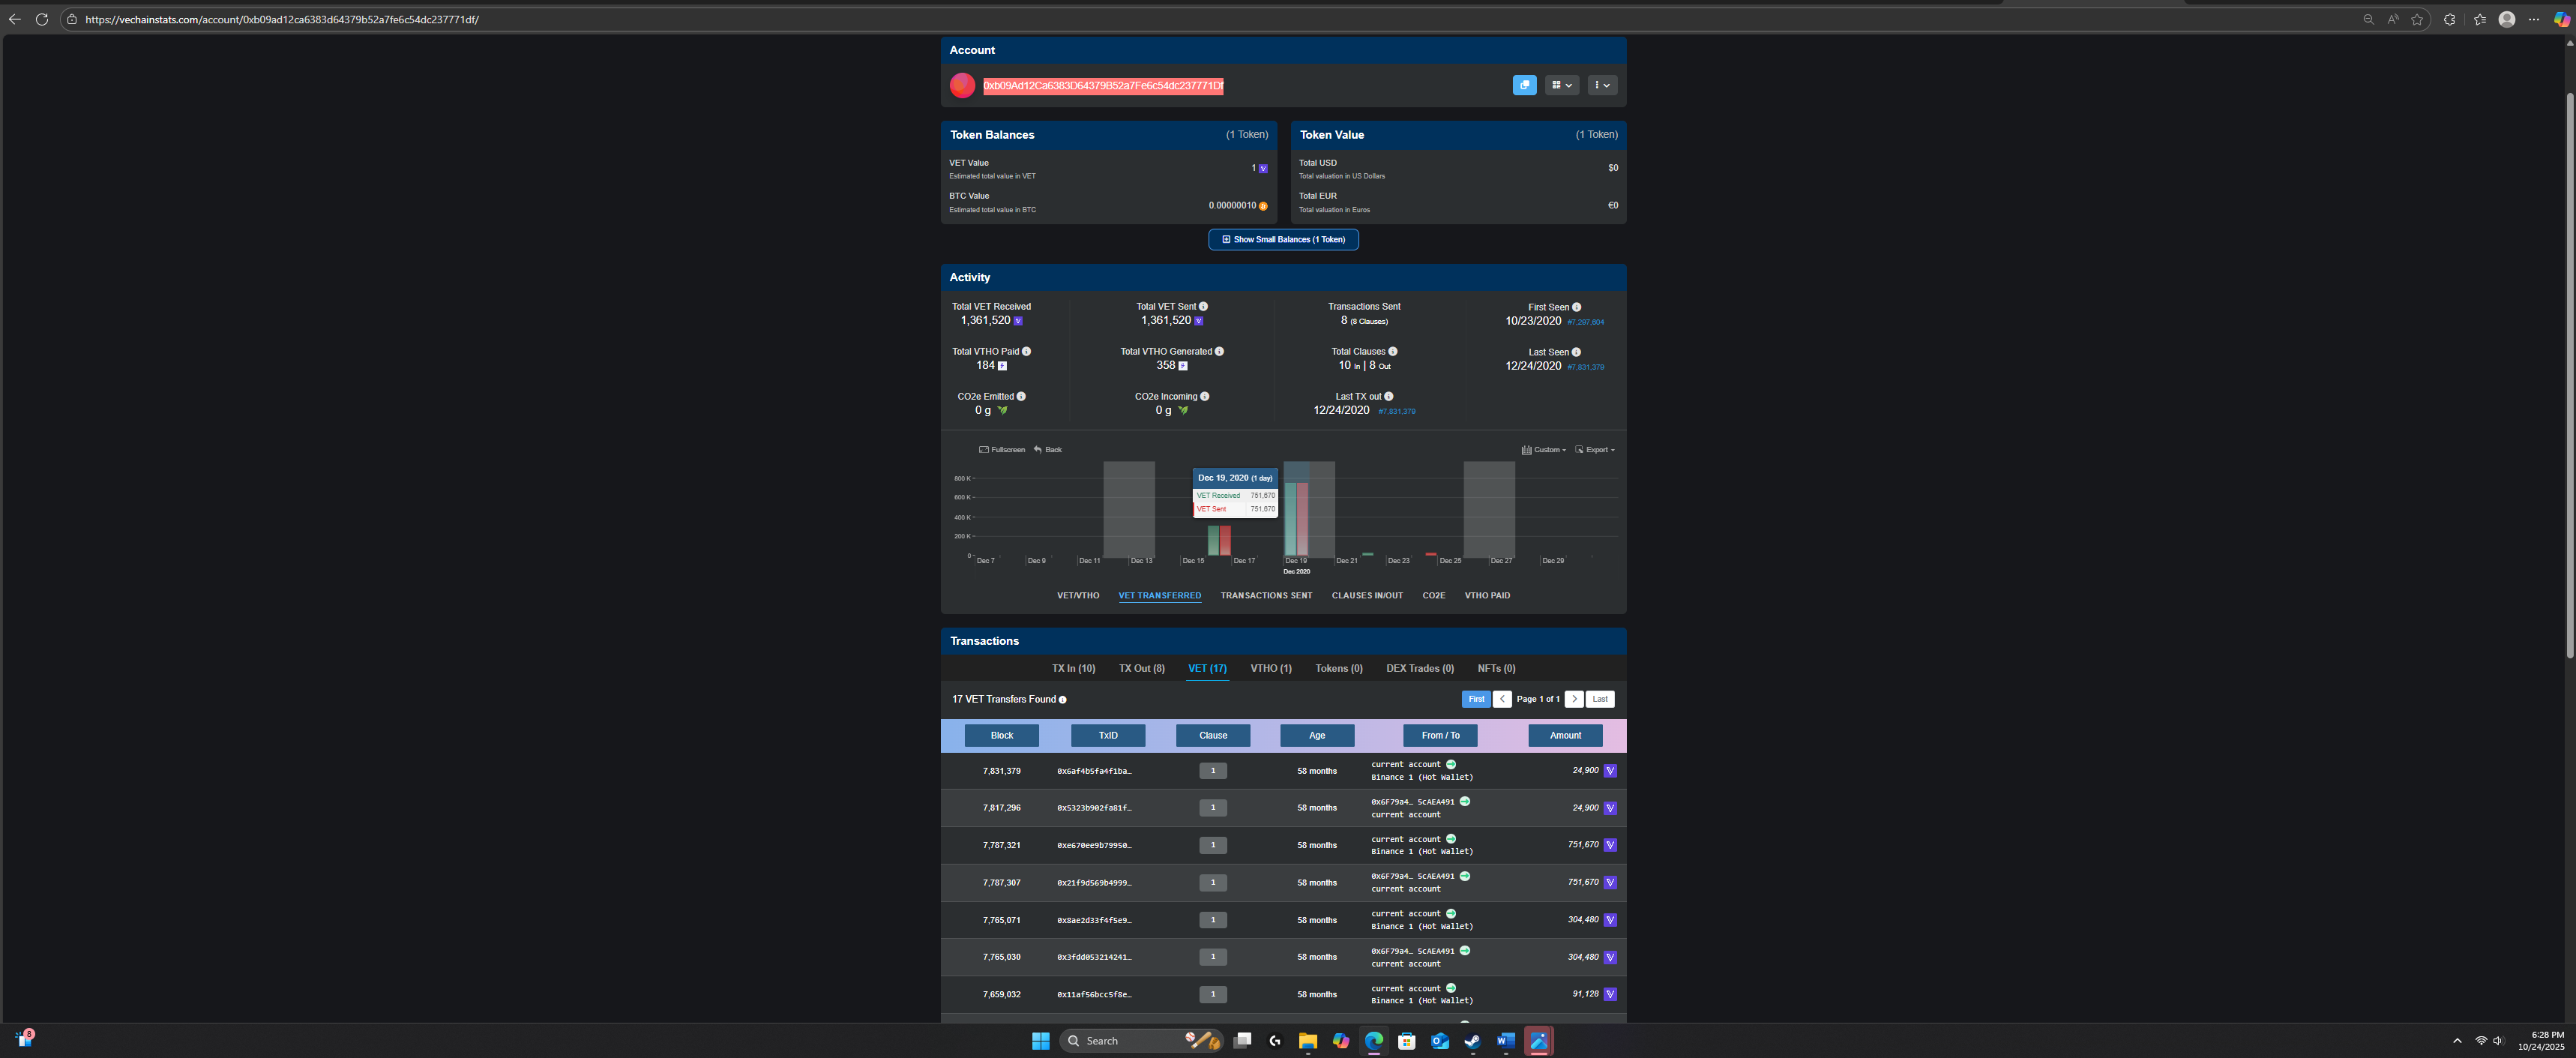 https://vechainstats.com/account/0xb09ad12ca6383d64379b52a7fe6c54dc237771df/
Account
0xb09Ad12Ca6383D64379B52a7Fe6c54dc237771Df
Token Balances (1 Token)
VET Value
Estimated total value in VET
1
BTC Value
Estimated total value in BTC
0.00000010
Token Value (1 Token)
Total USD
Total valuation in US Dollars
$0
Total EUR
Total valuation in Euros
€0
Show Small Balances (1 Token)
Activity
Total VET Received
1,361,520
Total VET Sent
1,361,520
Transactions Sent
8 (8 Clauses)
First Seen
10/23/2020 #7,297,604
Total VTHO Paid
184
Total VTHO Generated
358
Total Clauses
10 In | 8 Out
Last Seen
12/24/2020 #7,831,379
CO2e Emitted
0 g
CO2e Incoming
0 g
Last TX out
12/24/2020 #7,831,379
Fullscreen Back Custom Export
800 K
600 K
400 K
200 K
0
Dec 19, 2020 (1 day)
VET Received 751,670
VET Sent 751,670
Dec 7 Dec 9 Dec 11 Dec 13 Dec 15 Dec 17 Dec 19 Dec 21 Dec 23 Dec 25 Dec 27 Dec 29
Dec 2020
VET/VTHO VET TRANSFERRED TRANSACTIONS SENT CLAUSES IN/OUT CO2E VTHO PAID
Transactions
TX In (10) TX Out (8) VET (17) VTHO (1) Tokens (0) DEX Trades (0) NFTs (0)
17 VET Transfers Found
First < Page 1 of 1 > Last
Block TxID Clause Age From / To Amount
7,831,379 0x6af4b5fa4f1ba… 1 58 months current account
Binance 1 (Hot Wallet) 24,900
7,817,296 0x5323b902fa81f… 1 58 months 0x6F79a4… 5cAEA491
current account 24,900
7,787,321 0xe670ee9b79950… 1 58 months current account
Binance 1 (Hot Wallet) 751,670
7,787,307 0x21f9d569b4999… 1 58 months 0x6F79a4… 5cAEA491
current account 751,670
7,765,071 0x8ae2d33f4f5e9… 1 58 months current account
Binance 1 (Hot Wallet) 304,480
7,765,030 0x3fdd053214241… 1 58 months 0x6F79a4… 5cAEA491
current account 304,480
7,659,032 0x11af56bcc5f8e… 1 58 months current account
Binance 1 (Hot Wallet) 91,128
8
Search
6:28 PM
10/24/2025